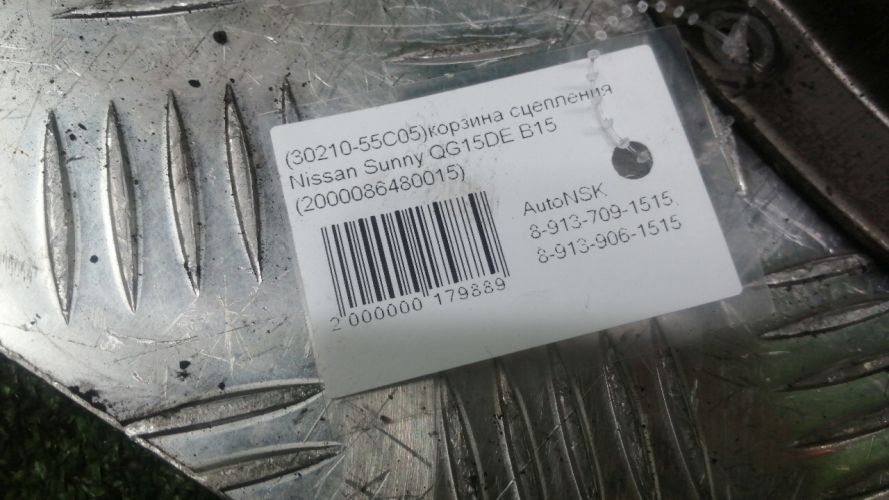 (30210-55C05)корзина сцепления
Nissan Sunny QG15DE B15
(2000086480015)
AutoNSK
8-913-709-1515,
8-913-906-1515
2 000000 179889